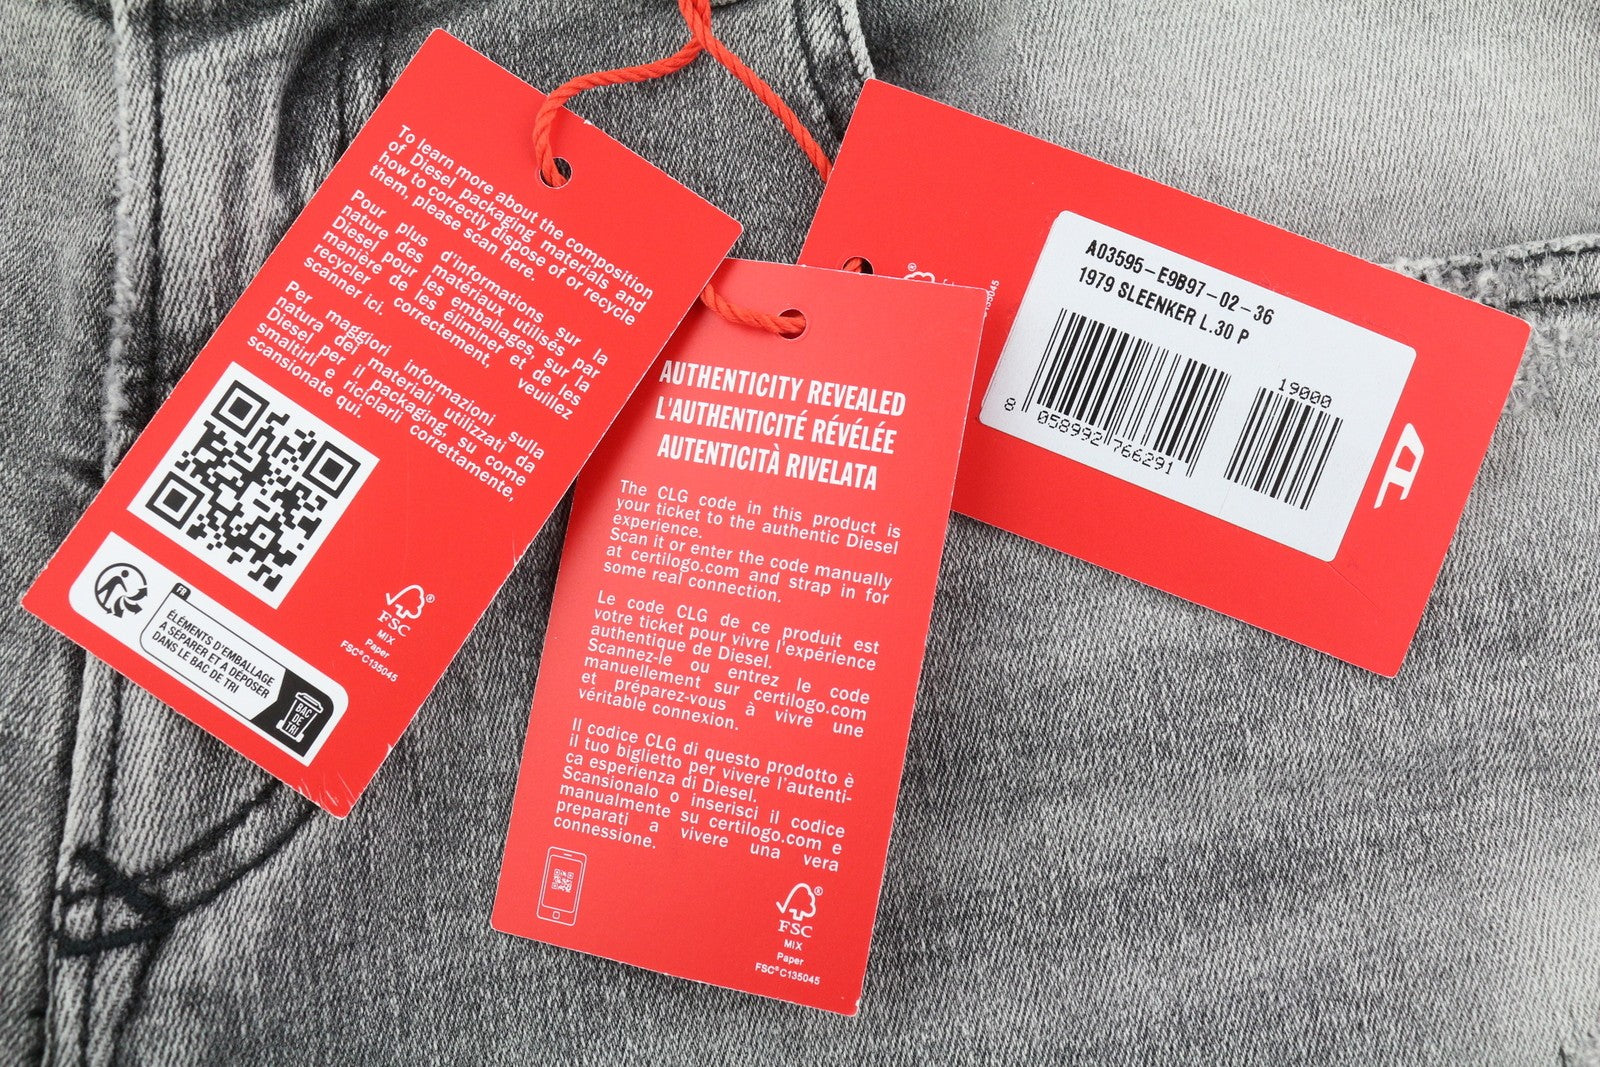 To learn more about the composition
of Diesel packaging materials and
how to correctly dispose of or recycle
them, please scan here.
Pour plus d'informations sur la
nature des matériaux utilisés par
Diesel pour les emballages, sur la
manière de les éliminer et de les
recycler correctement, veuillez
scanner ici.
Per maggiori informazioni sulla
natura dei materiali utilizzati da
Diesel per il packaging, su come
smaltirli e riciclarli correttamente,
scansionate qui.
FR
ÉLÉMENTS D'EMBALLAGE
A SÉPARER ET A DÉPOSER
DANS LE BAC DE TRI
BAC
DE
TRI
FSC®
MIX
Paper
FSC® C135045
AUTHENTICITY REVEALED
L'AUTHENTICITÉ RÉVÉLÉE
AUTENTICITÀ RIVELATA
The CLG code in this product is
your ticket to the authentic Diesel
experience.
Scan it or enter the code manually
at certilogo.com and strap in for
some real connection.
Le code CLG de ce produit est
votre ticket pour vivre l'expérience
authentique de Diesel.
Scannez-le ou entrez le code
manuellement sur certilogo.com
et préparez-vous à vivre une
véritable connexion.
Il codice CLG di questo prodotto è
il tuo biglietto per vivere l'autenti-
ca esperienza di Diesel.
Scansionalo o inserisci il codice
manualmente su certilogo.com e
preparati a vivere una vera
connessione.
FSC®
MIX
Paper
FSC® C135045
A03595-E9B97-02-36
1979 SLEENKER L.30 P
19000
8 058992 766291
D